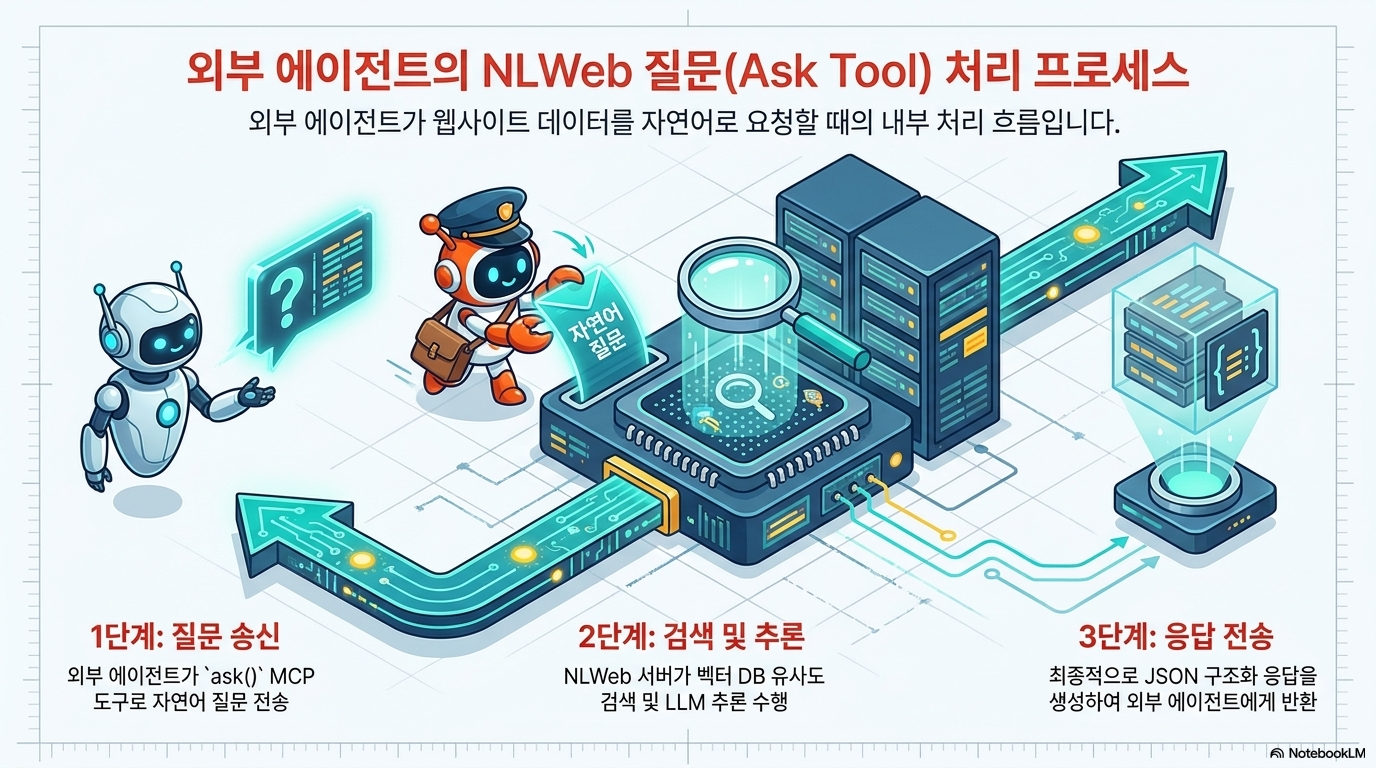 외부 에이전트의 NLWeb 질문(Ask Tool) 처리 프로세스
외부 에이전트가 웹사이트 데이터를 자연어로 요청할 때의 내부 처리 흐름입니다.
?
자연어
질문
{ }
1단계: 질문 송신
외부 에이전트가 `ask()` MCP
도구로 자연어 질문 전송
2단계: 검색 및 추론
NLWeb 서버가 벡터 DB 유사도
검색 및 LLM 추론 수행
3단계: 응답 전송
최종적으로 JSON 구조화 응답을
생성하여 외부 에이전트에게 반환
NotebookLM